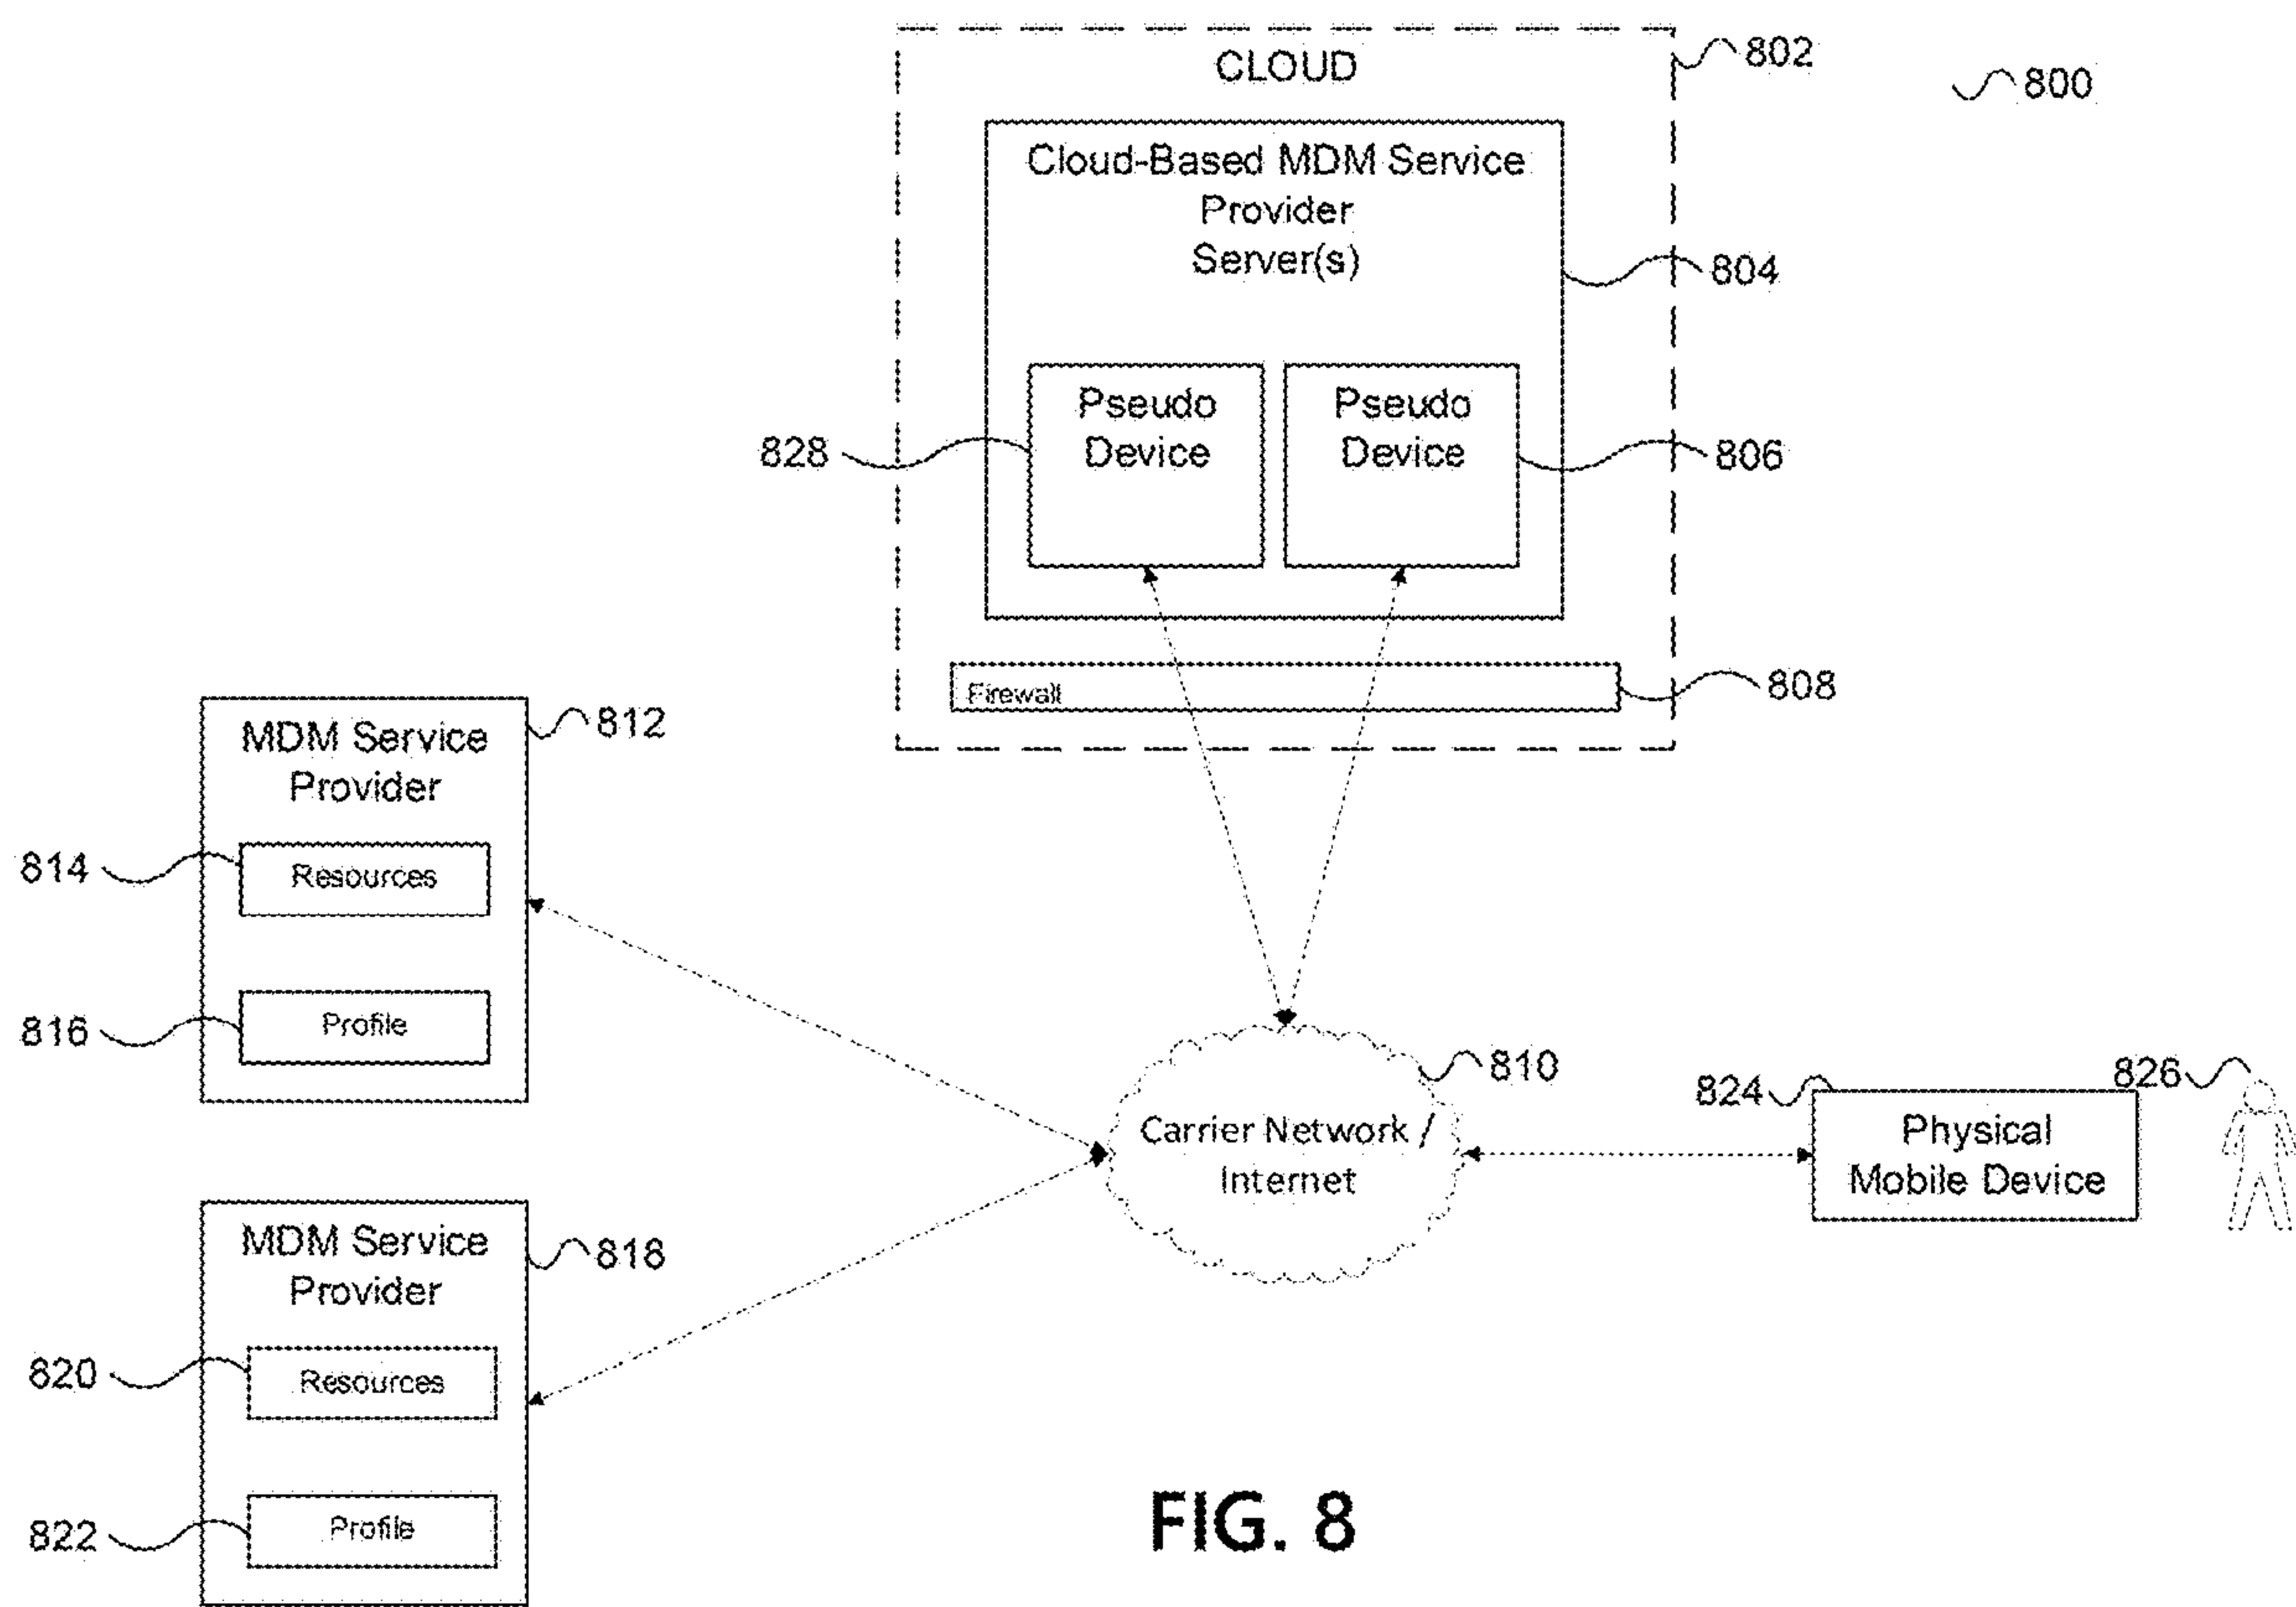 CLOUD
802
800
Cloud-Based MDM Service
Provider
Server(s)
804
Pseudo
Device
828
Pseudo
Device
806
Firewall
808
MDM Service
Provider
812
Resources
814
Profile
816
Carrier Network /
Internet
810
824
Physical
Mobile Device
826
MDM Service
Provider
818
Resources
820
Profile
822
FIG. 8